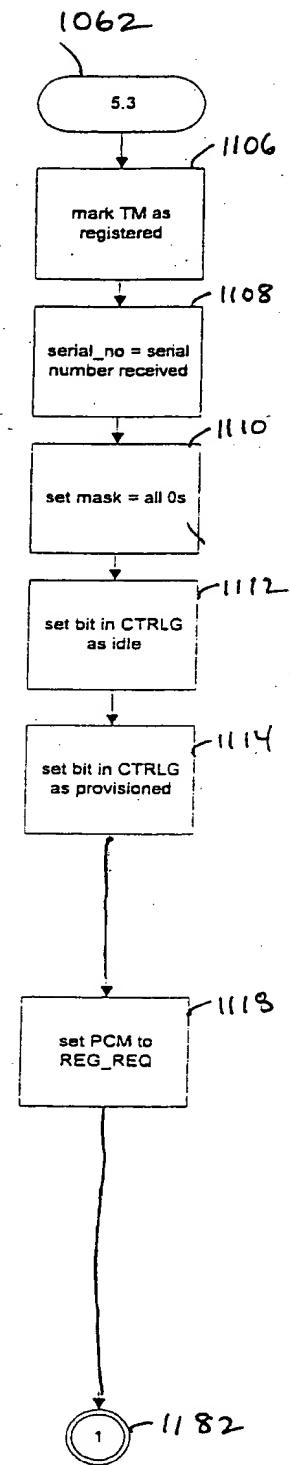 1062
5.3
1106
mark TM as
registered
1108
serial_no = serial
number received
1110
set mask = all 0s
1112
set bit in CTRLG
as idle
1114
set bit in CTRLG
as provisioned
1118
set PCM to
REG_REQ
1
1182